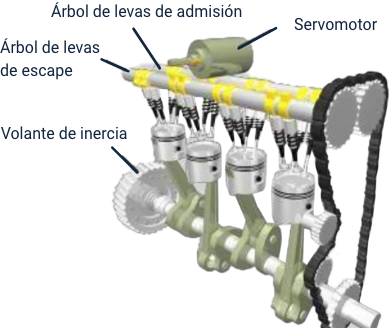 Árbol de levas de admisión
Servomotor
Árbol de levas
de escape
Volante de inercia